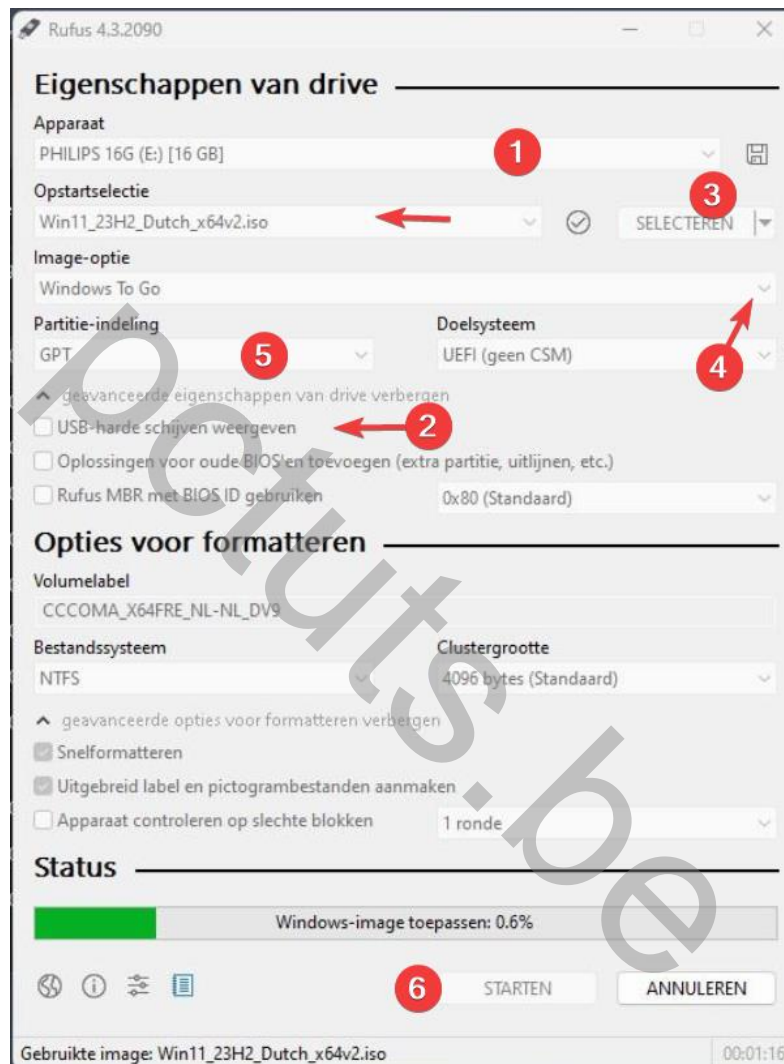 Rufus 4.3.2090
Eigenschappen van drive
Apparaat
PHILIPS 16G (E:) [16 GB]
1
Opstartselectie
3
Win11_23H2_Dutch_x64v2.iso
SELECTEREN
Image-optie
Windows To Go
Partitie-indeling
Doelsysteem
GPT
5
UEFI (geen CSM)
4
geavanceerde eigenschappen van drive verbergen
USB-harde schijven weergeven
2
Oplossingen voor oude BIOS'en toevoegen (extra partitie, uitlijnen, etc.)
Rufus MBR met BIOS ID gebruiken
0x80 (Standaard)
Opties voor formatteren
Volumelabel
CCCOMA_X64FRE_NL-NL_DV9
Bestandssysteem
Clustergrootte
NTFS
4096 bytes (Standaard)
geavanceerde opties voor formatteren verbergen
Snelformatteren
Uitgebreid label en pictogrambestanden aanmaken
Apparaat controleren op slechte blokken
1 ronde
Status
Windows-image toepassen: 0.6%
6
STARTEN
ANNULEREN
Gebruikte image: Win11_23H2_Dutch_x64v2.iso
00:01:16
pctuts.be